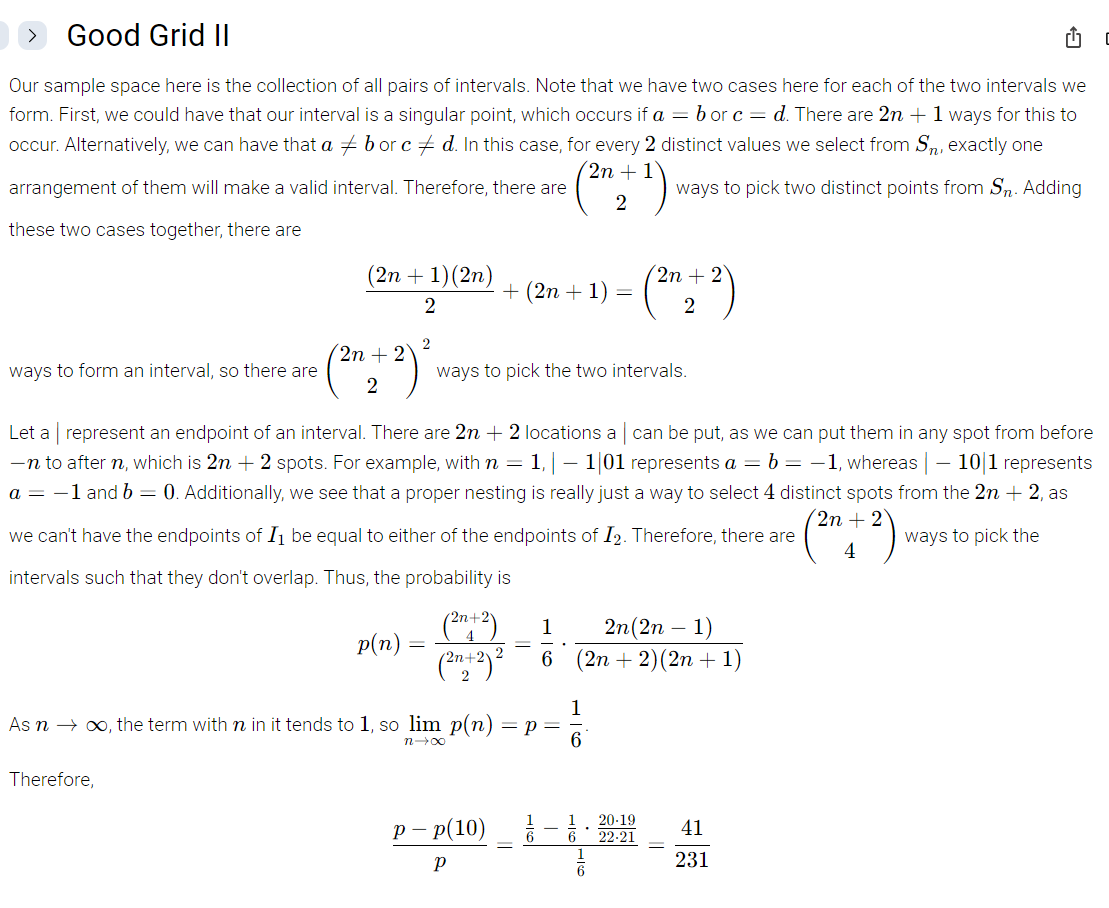 Good Grid II
Our sample space here is the collection of all pairs of intervals. Note that we have two cases here for each of the two intervals we
form. First, we could have that our interval is a singular point, which occurs if a = b or c = d. There are 2n + 1 ways for this to
occur. Alternatively, we can have that a ≠ b or c ≠ d. In this case, for every 2 distinct values we select from Sₙ, exactly one
arrangement of them will make a valid interval. Therefore, there are \binom{2n + 1}{2} ways to pick two distinct points from Sₙ. Adding
these two cases together, there are
\frac{(2n + 1)(2n)}{2} + (2n + 1) = \binom{2n + 2}{2}
ways to form an interval, so there are \binom{2n + 2}{2}^2 ways to pick the two intervals.
Let a | represent an endpoint of an interval. There are 2n + 2 locations a | can be put, as we can put them in any spot from before
−n to after n, which is 2n + 2 spots. For example, with n = 1, | − 1|01 represents a = b = −1, whereas | − 10|1 represents
a = −1 and b = 0. Additionally, we see that a proper nesting is really just a way to select 4 distinct spots from the 2n + 2, as
we can't have the endpoints of I₁ be equal to either of the endpoints of I₂. Therefore, there are \binom{2n + 2}{4} ways to pick the
intervals such that they don't overlap. Thus, the probability is
p(n) = \frac{\binom{2n+2}{4}}{\binom{2n+2}{2}^2} = \frac{1}{6} · \frac{2n(2n − 1)}{(2n + 2)(2n + 1)}
As n → ∞, the term with n in it tends to 1, so \lim_{n→∞} p(n) = p = \frac{1}{6}.
Therefore,
\frac{p − p(10)}{p} = \frac{\frac{1}{6} − \frac{1}{6} · \frac{20·19}{22·21}}{\frac{1}{6}} = \frac{41}{231}